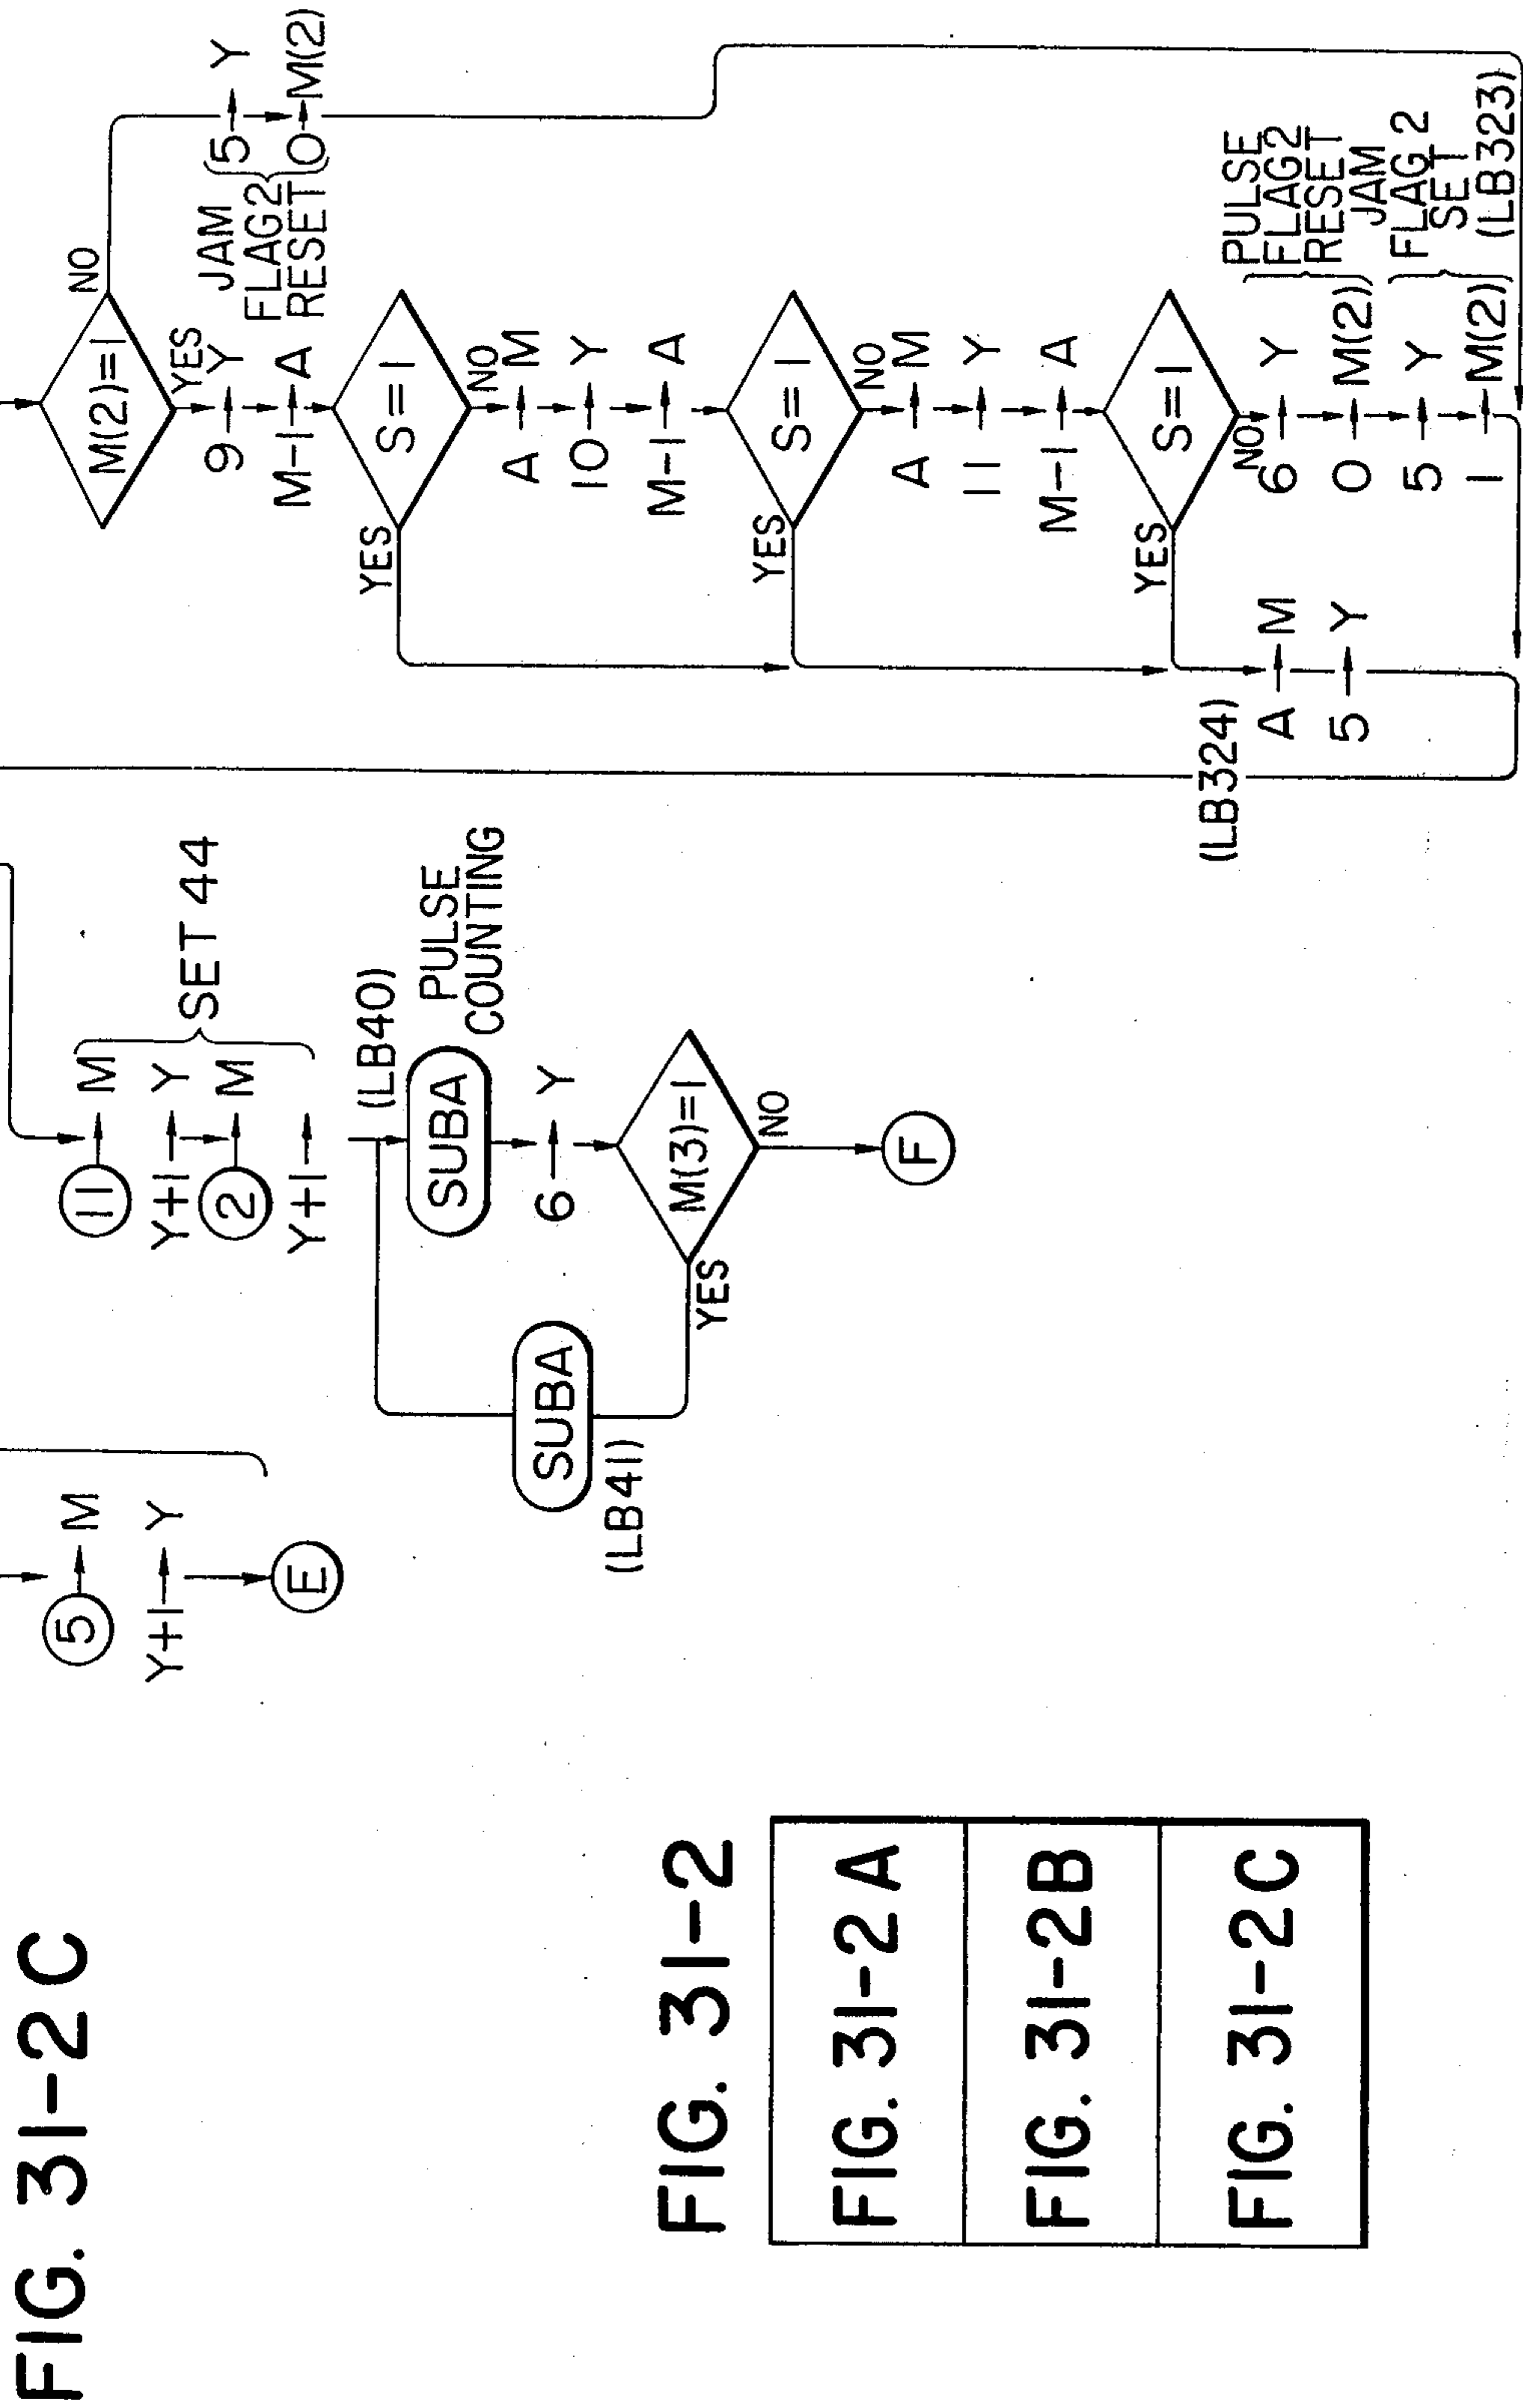 FIG. 31-2C
5 → M
Y+1 → Y
E
11 → M
Y+1 → Y
2 → M
Y+1 →
SET 44
(LB40)
SUBA
PULSE
COUNTING
6 → Y
M(3)=1
YES
NO
F
SUBA
(LB41)
M(2)=1
NO
YES
5 → Y
0 → M(2)
JAM
FLAG2
RESET
9 → Y
M-1 → A
S=1
YES
NO
A → M
10 → Y
M-1 → A
S=1
YES
NO
A → M
11 → Y
M-1 → A
S=1
YES
NO
6 → Y
0 → M(2)
PULSE
FLAG2
RESET
5 → Y
1 → M(2)
JAM
FLAG 2
SET
(LB323)
(LB324)
A → M
5 → Y
FIG. 31-2
FIG. 31-2A
FIG. 31-2B
FIG. 31-2C